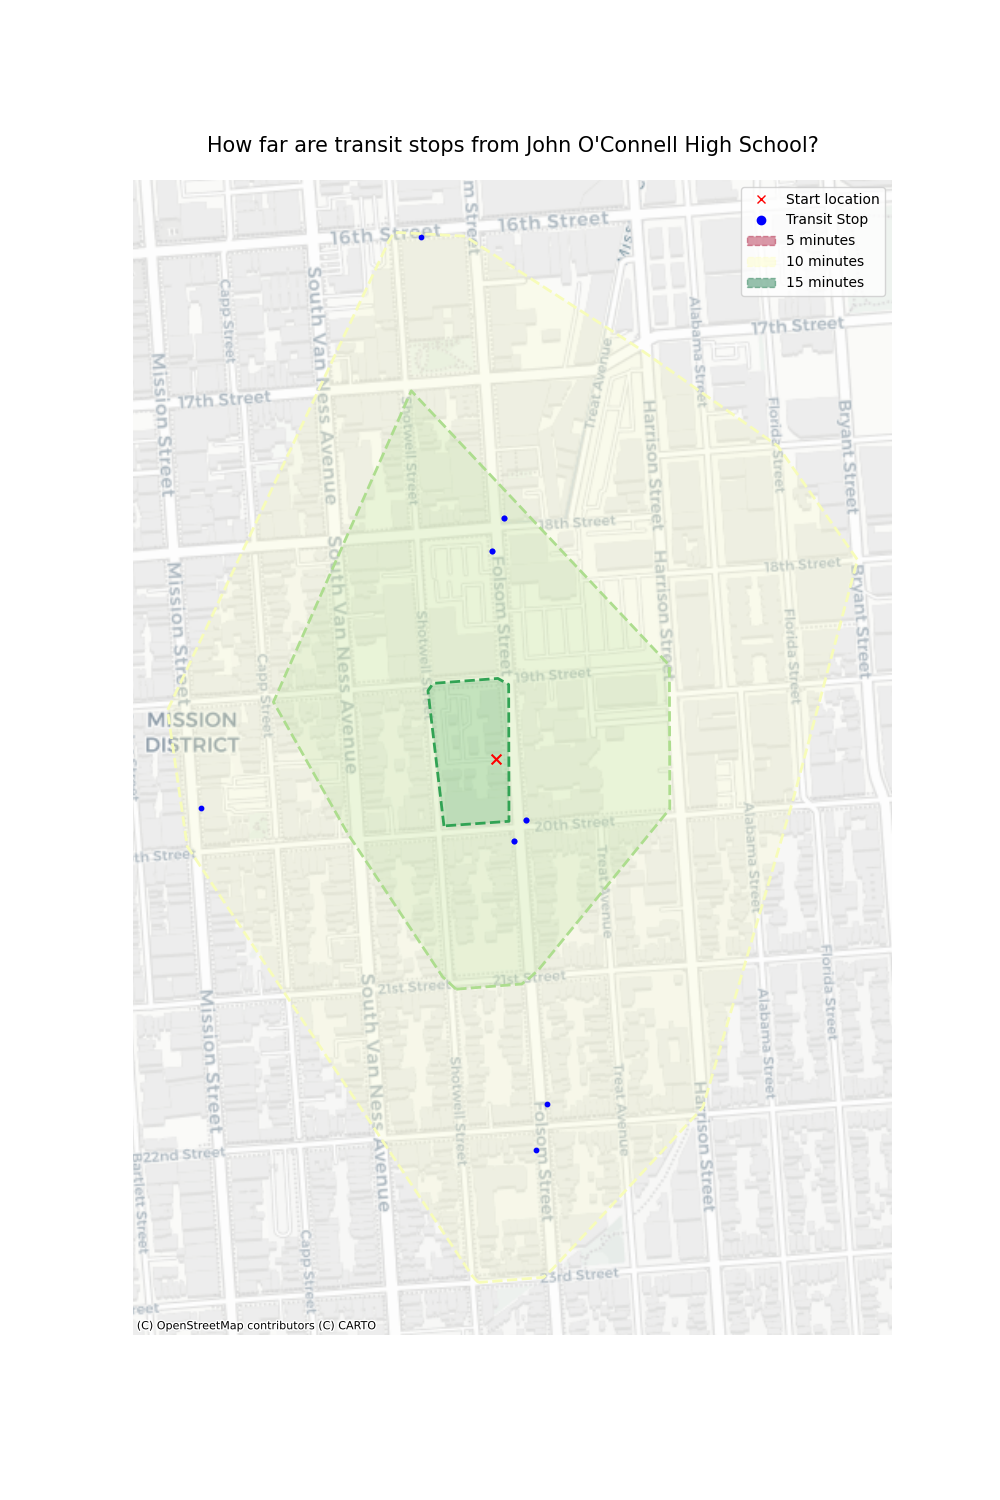 How far are transit stops from John O'Connell High School?
Start location
Transit Stop
5 minutes
10 minutes
15 minutes
16th Street
16th Street
m Street
Miss
Capp Street
South Van Ness Avenue
Alabama Street
17th Street
Treat Avenue
Mission Street
17th Street
Shotwell Street
Harrison Street
Florida Street
Bryant Street
18th Street
South Van Ness Avenue
Folsom Street
Harrison Street
18th Street
Bryant Street
Mission Street
Shotwell S
Florida Street
Capp Street
19th Street
MISSION
DISTRICT
Street
20th Street
Alabama Street
th Street
Treat Avenue
Florida Street
21st Street
21st Street
South Van Ness Avenue
Mission Street
Alabama Street
Shotwell Street
Treat Avenue
Folsom Street
Harrison Street
22nd Street
Bartlett Street
Capp Street
23rd Street
reet
(C) OpenStreetMap contributors (C) CARTO